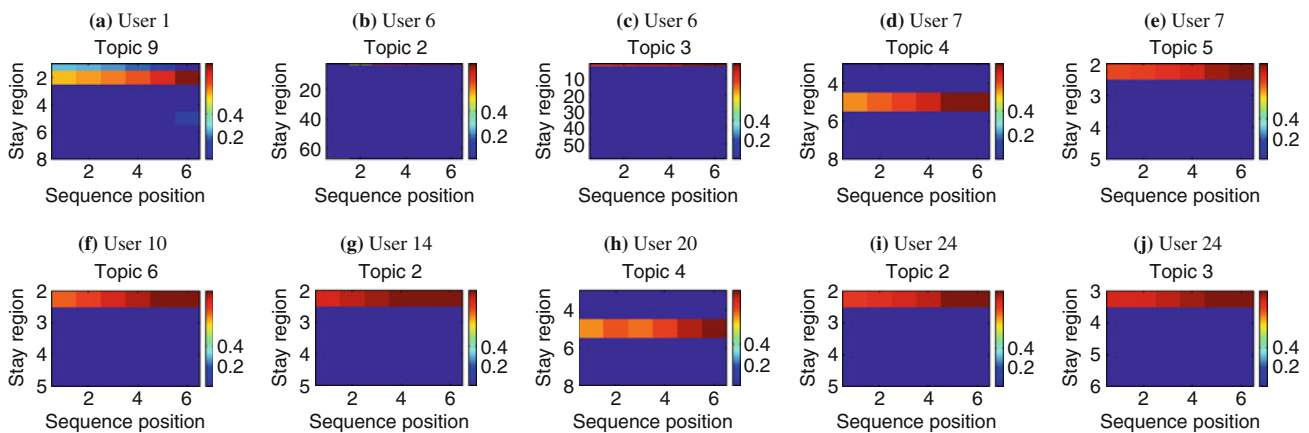 (a) User 1
Topic 9
Stay region
2
4
6
8
2 4 6
Sequence position
0.4
0.2
(b) User 6
Topic 2
Stay region
20
40
60
2 4 6
Sequence position
0.4
0.2
(c) User 6
Topic 3
Stay region
10
20
30
40
50
2 4 6
Sequence position
0.4
0.2
(d) User 7
Topic 4
Stay region
4
6
8
2 4 6
Sequence position
0.4
0.2
(e) User 7
Topic 5
Stay region
2
3
4
5
2 4 6
Sequence position
0.4
0.2
(f) User 10
Topic 6
Stay region
2
3
4
5
2 4 6
Sequence position
0.4
0.2
(g) User 14
Topic 2
Stay region
2
3
4
5
2 4 6
Sequence position
0.4
0.2
(h) User 20
Topic 4
Stay region
4
6
8
2 4 6
Sequence position
0.4
0.2
(i) User 24
Topic 2
Stay region
2
3
4
5
2 4 6
Sequence position
0.4
0.2
(j) User 24
Topic 3
Stay region
3
4
5
6
2 4 6
Sequence position
0.4
0.2